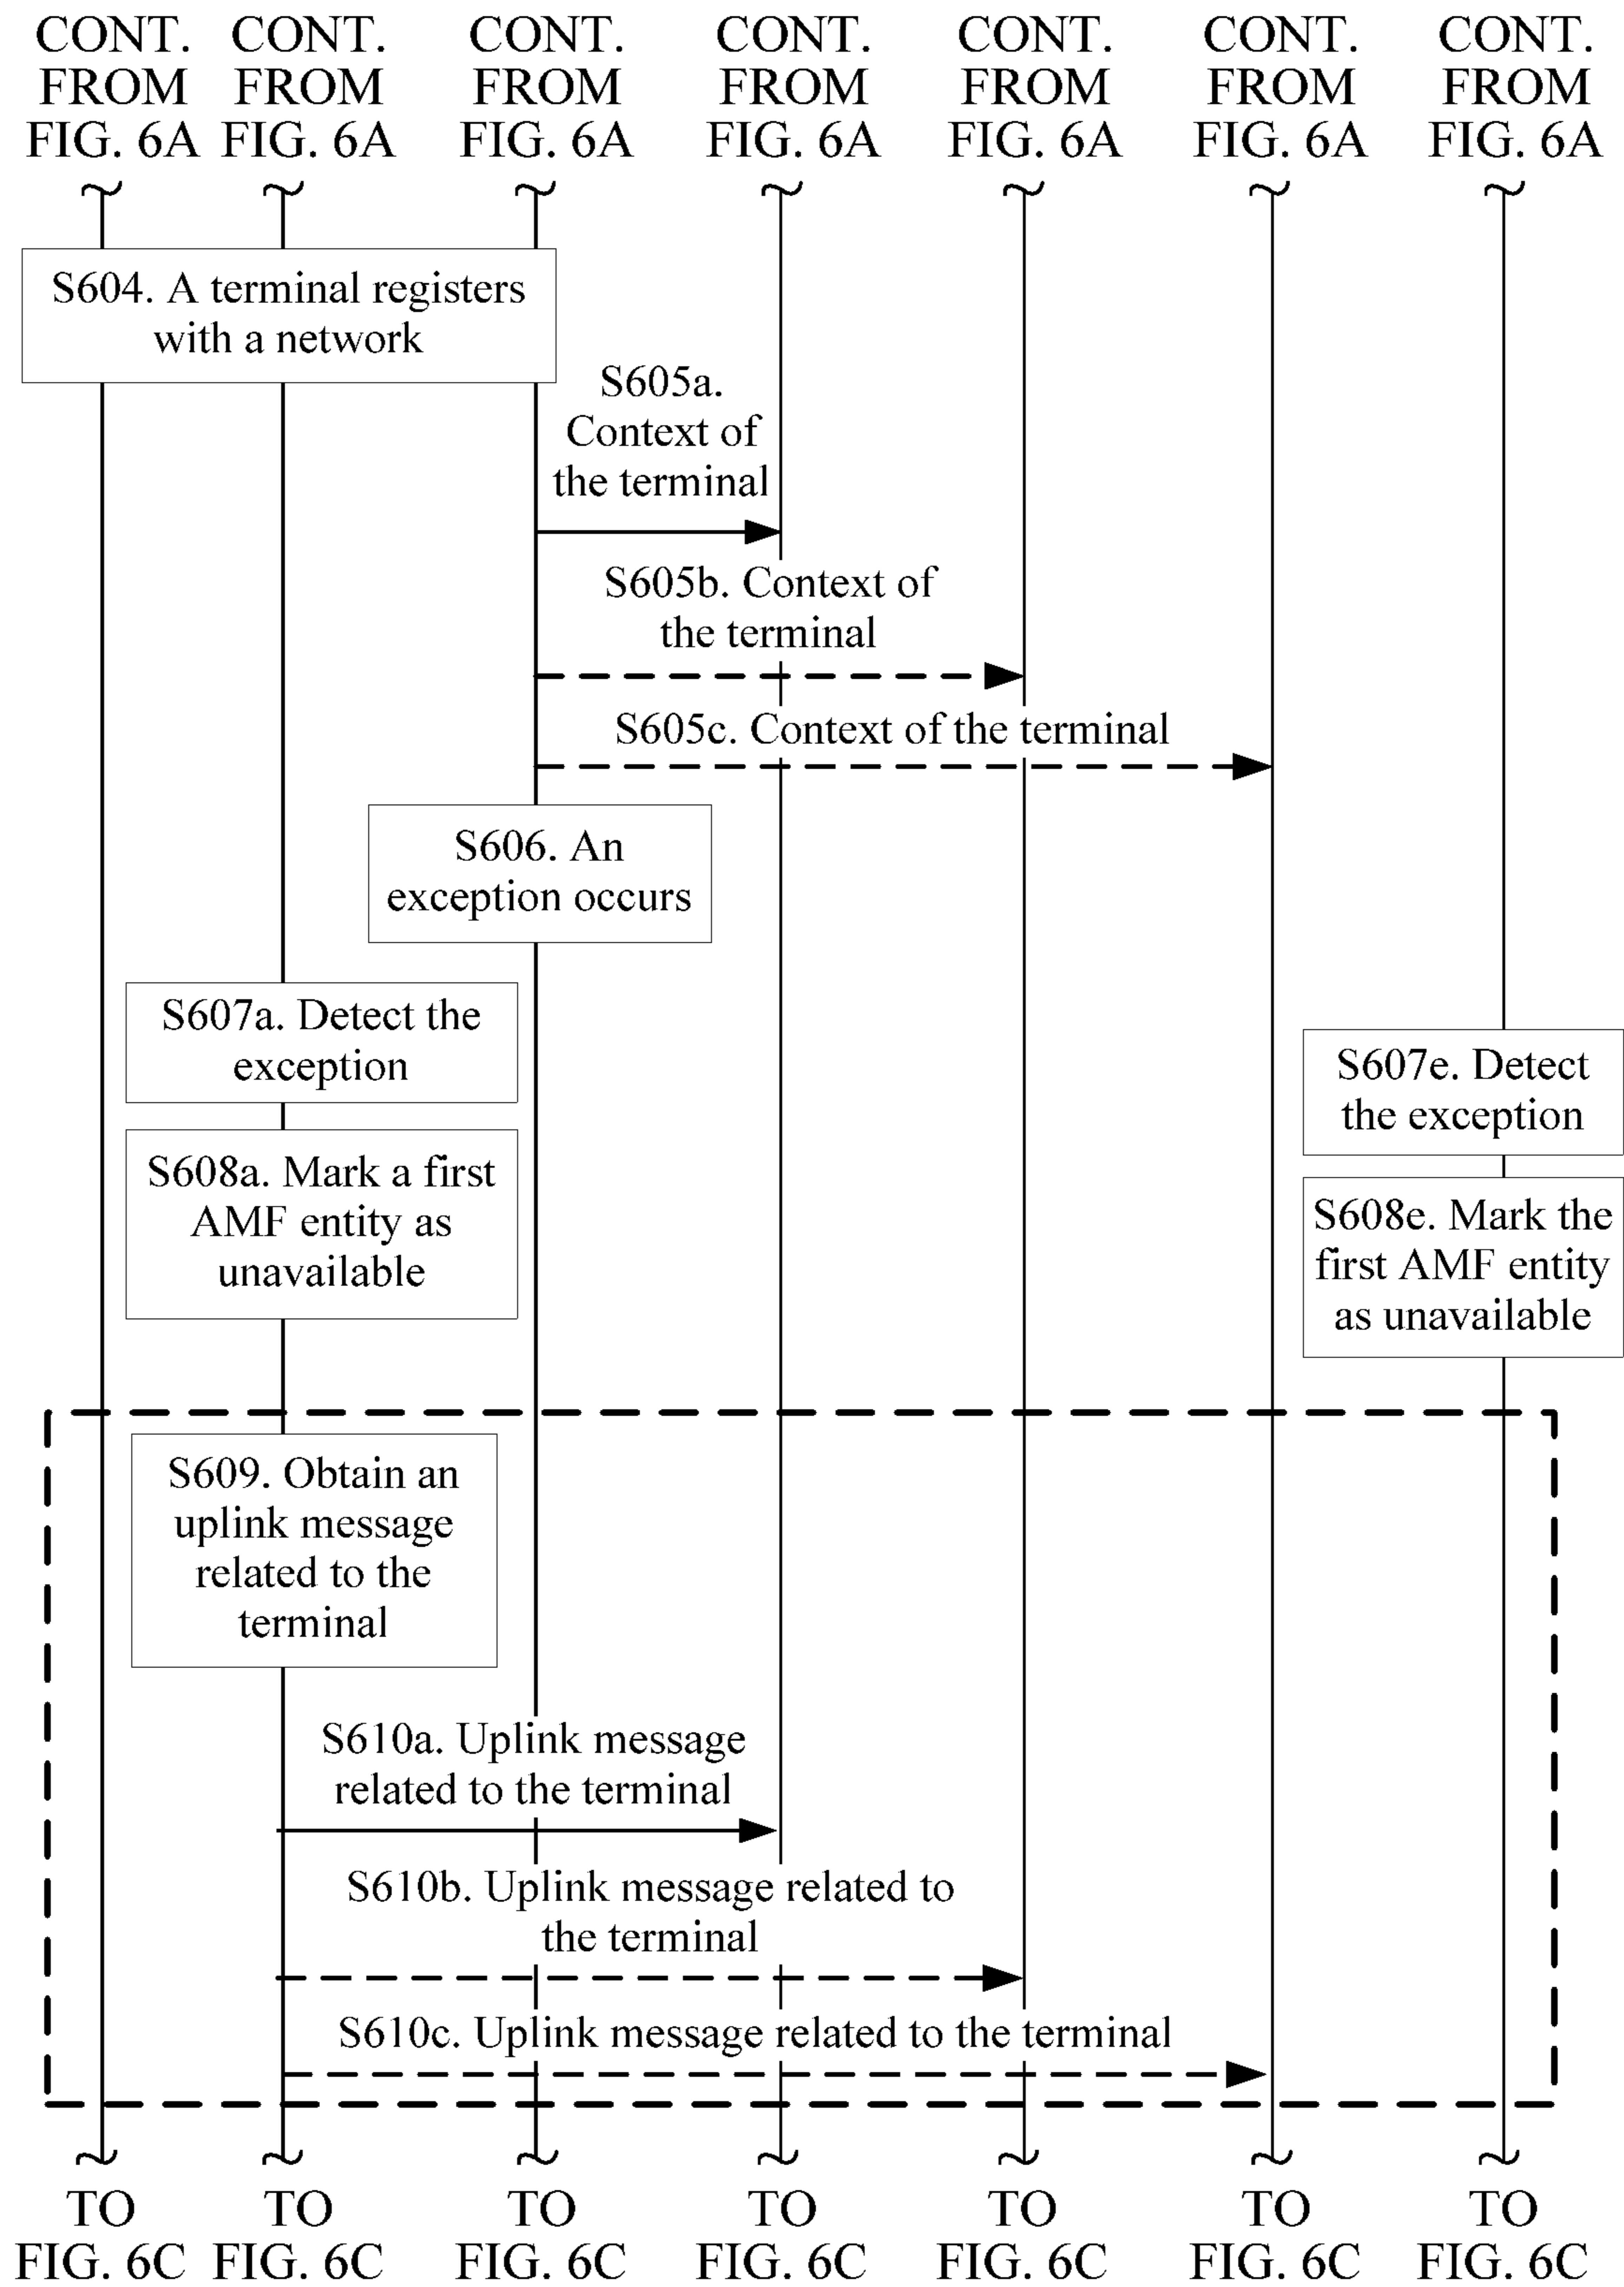 CONT. CONT. CONT. CONT. CONT. CONT. CONT.
FROM FROM FROM FROM FROM FROM FROM
FIG. 6A FIG. 6A FIG. 6A FIG. 6A FIG. 6A FIG. 6A FIG. 6A
S604. A terminal registers
with a network
S605a.
Context of
the terminal
S605b. Context of
the terminal
S605c. Context of the terminal
S606. An
exception occurs
S607a. Detect the
exception
S607e. Detect
the exception
S608a. Mark a first
AMF entity as
unavailable
S608e. Mark the
first AMF entity
as unavailable
S609. Obtain an
uplink message
related to the
terminal
S610a. Uplink message
related to the terminal
S610b. Uplink message related to
the terminal
S610c. Uplink message related to the terminal
TO TO TO TO TO TO TO
FIG. 6C FIG. 6C FIG. 6C FIG. 6C FIG. 6C FIG. 6C FIG. 6C